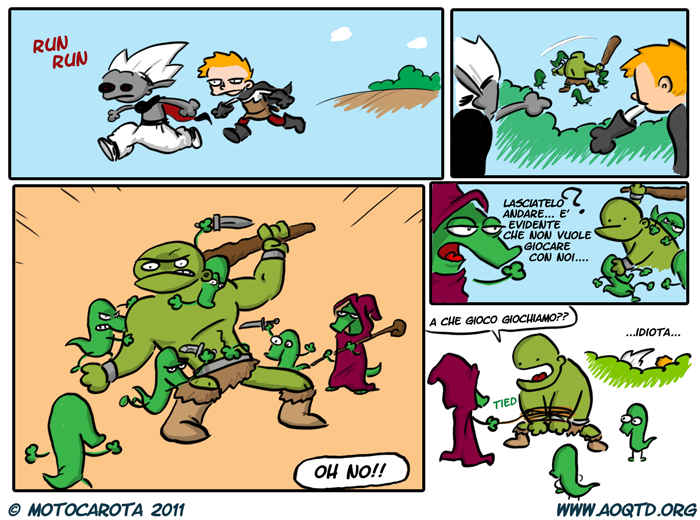 RUN
RUN
OH NO!!
LASCIATELO
ANDARE... E'
EVIDENTE
CHE NON VUOLE
GIOCARE
CON NOI....
?
A CHE GIOCO GIOCHIAMO??
...IDIOTA...
TIED
© MOTOCAROTA 2011
WWW.AOQTD.ORG